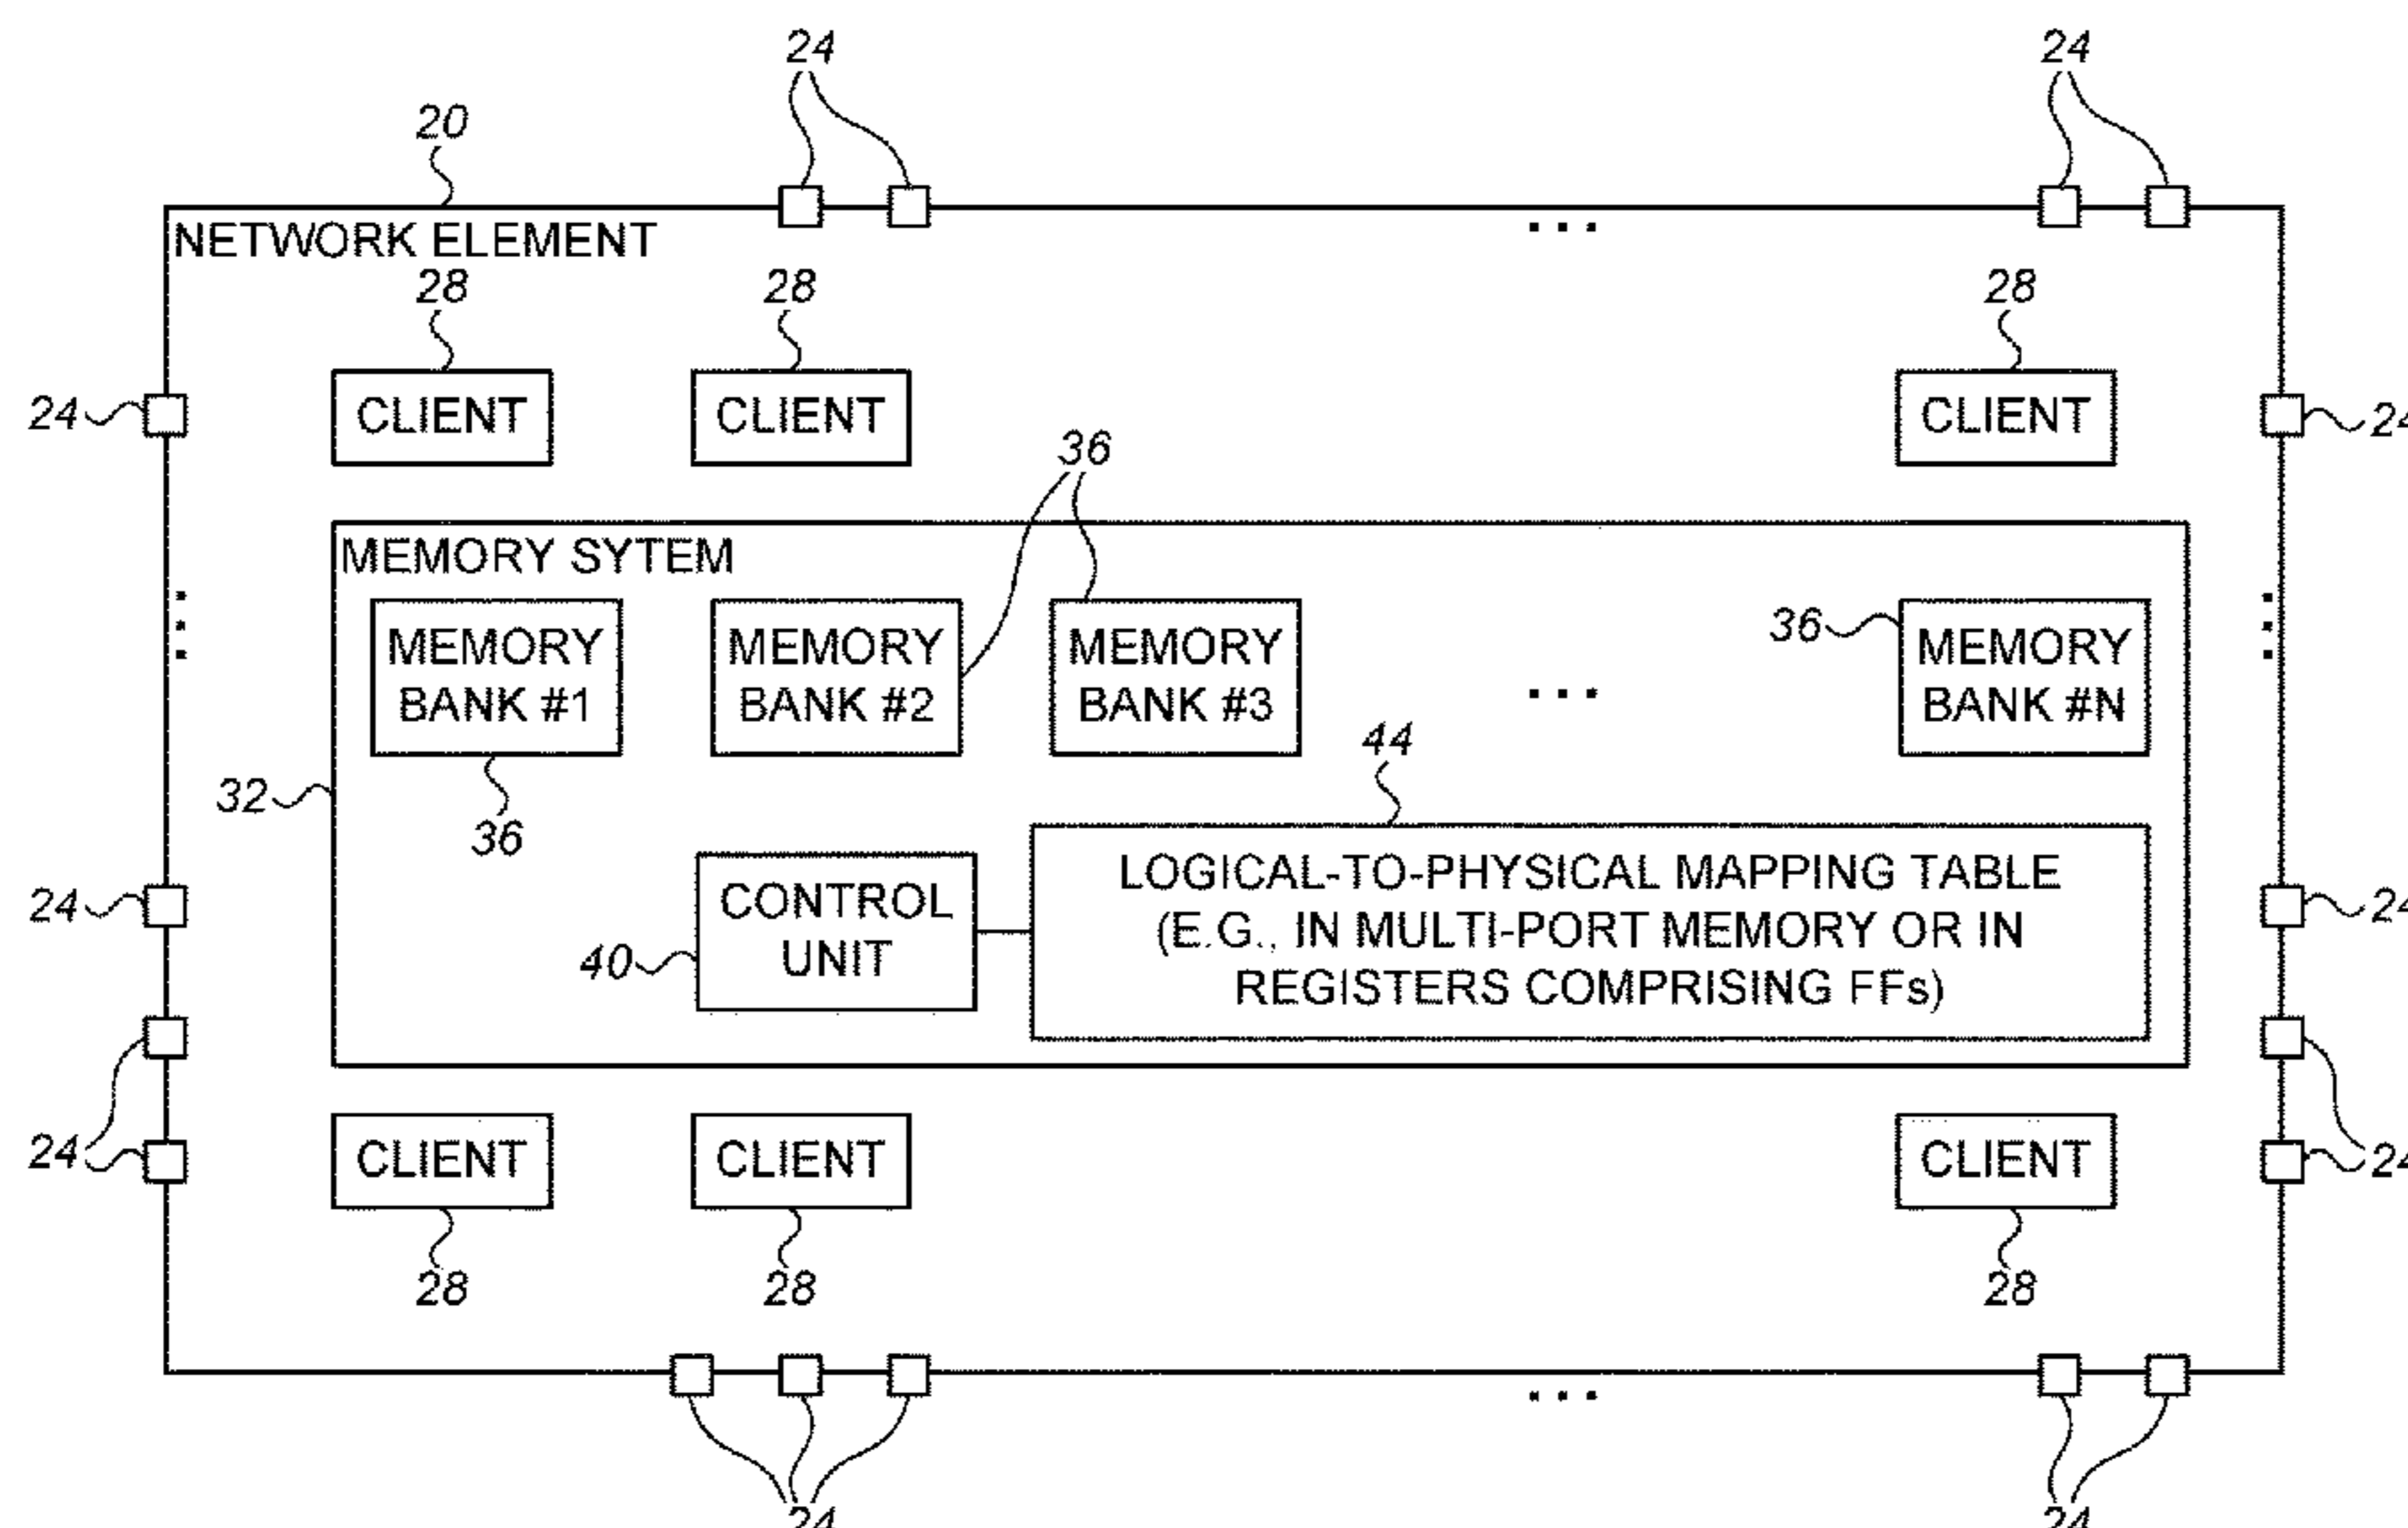 24
24
20
NETWORK ELEMENT
...
28
28
28
24
CLIENT
CLIENT
CLIENT
24
36
MEMORY SYTEM
MEMORY
BANK #1
MEMORY
BANK #2
MEMORY
BANK #3
...
36
MEMORY
BANK #N
32
36
44
24
CONTROL
UNIT
40
LOGICAL-TO-PHYSICAL MAPPING TABLE
(E.G., IN MULTI-PORT MEMORY OR IN
REGISTERS COMPRISING FFs)
24
24
CLIENT
CLIENT
CLIENT
24
28
28
28
...
24
24